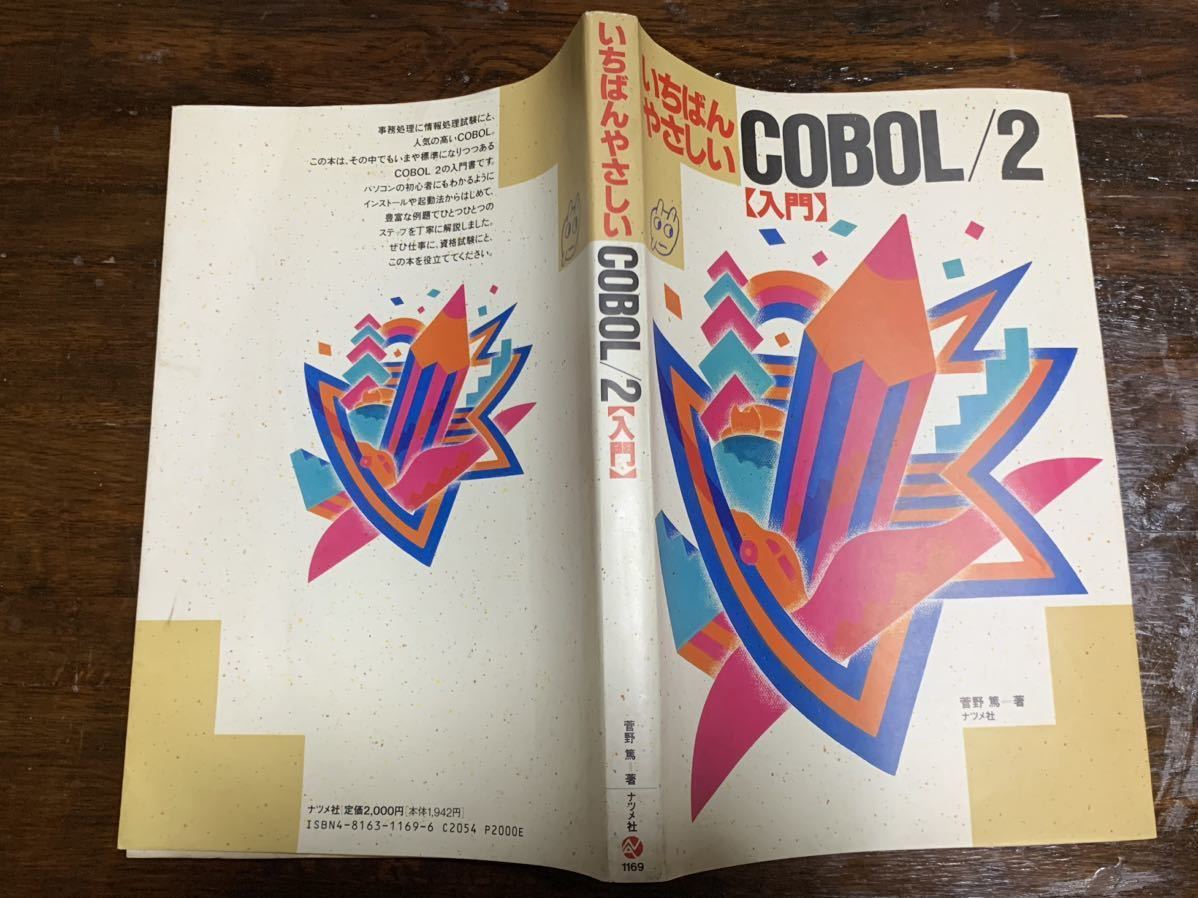 事務処理に情報処理試験にと、
人気の高いCOBOL。
この本は、その中でもいまや標準になりつつある
COBOL 2の入門書です。
パソコンの初心者にもわかるように
インストールや起動法からはじめて、
豊富な例題でひとつひとつの
ステップを丁寧に解説しました。
ぜひ仕事に、資格試験にと、
この本を役立ててください。
ナツメ社 定価2,000円[本体1,942円]
ISBN4-8163-1169-6 C2054 P2000E
いちばんやさしい COBOL/2【入門】
菅野 篤=著 ナツメ社
1169
いちばん
やさしい
COBOL/2
【入門】
菅野 篤=著
ナツメ社